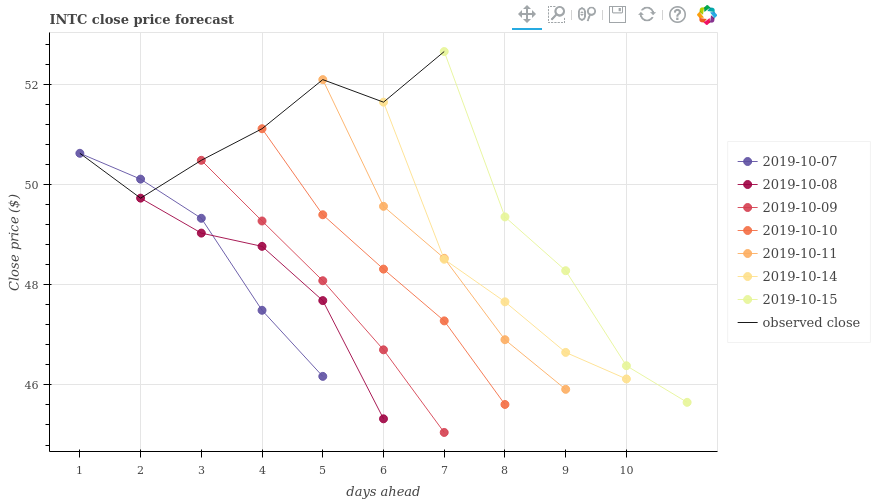 INTC close price forecast
52
50
48
46
Close price ($)
1 2 3 4 5 6 7 8 9 10
days ahead
2019-10-07
2019-10-08
2019-10-09
2019-10-10
2019-10-11
2019-10-14
2019-10-15
observed close